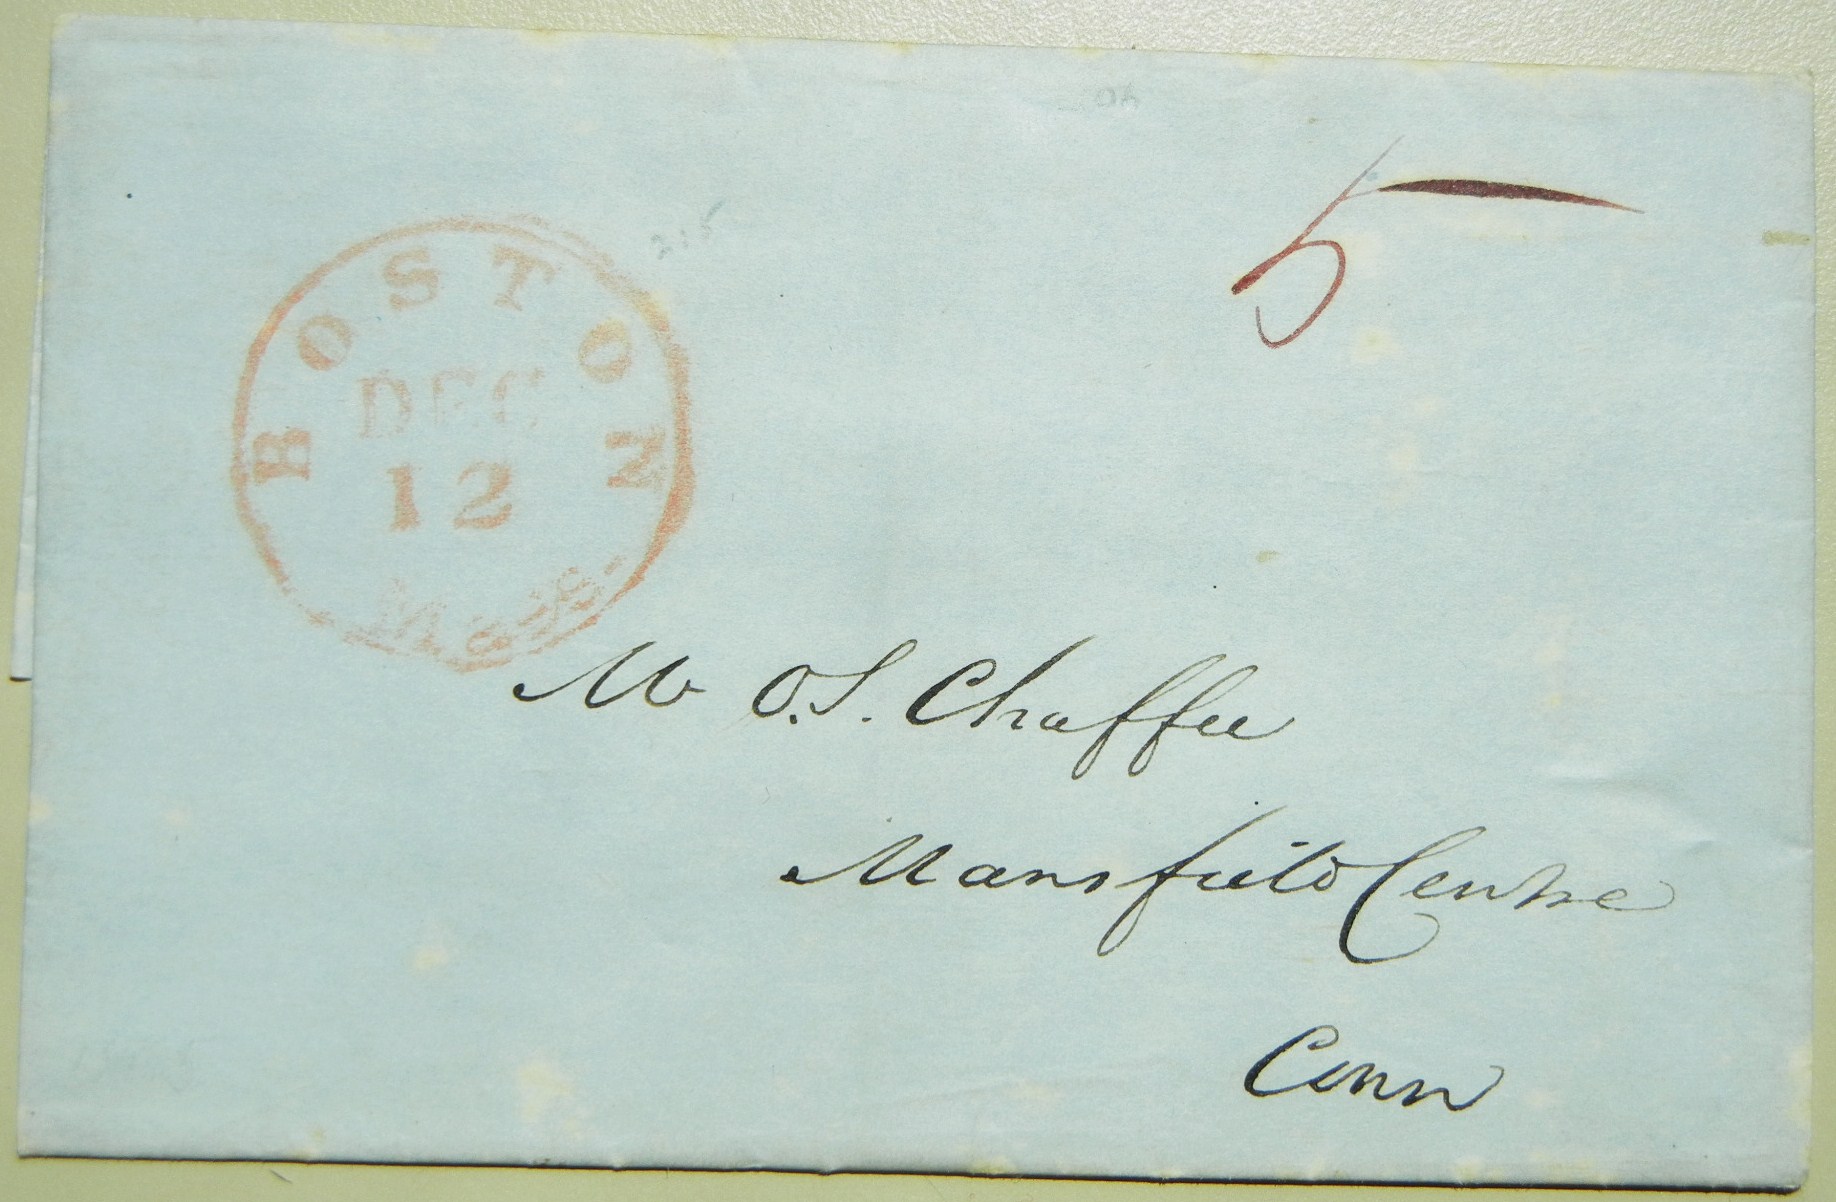 5
BOSTON
DEC
12
Mass
Mr O.S. Chaffee
Mansfield Centre
Conn